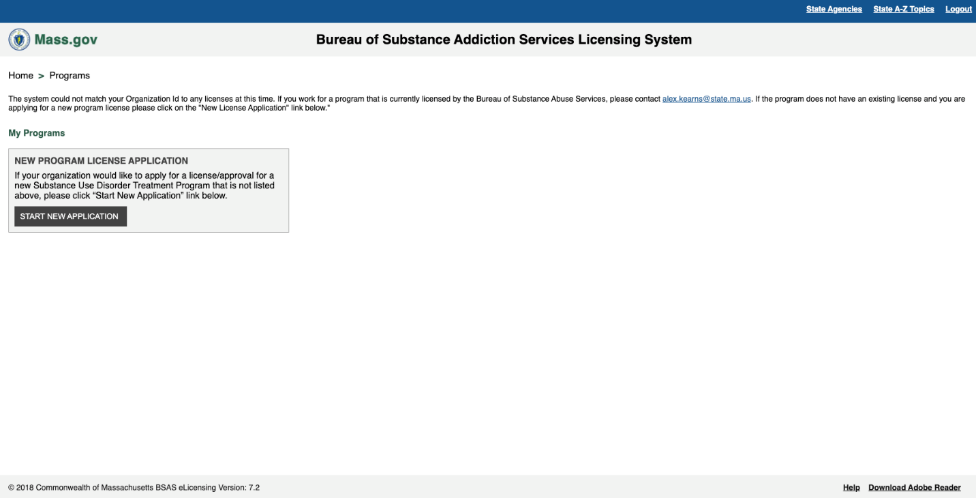 State Agencies State A-Z Topics Logout
Mass.gov
Bureau of Substance Addiction Services Licensing System
Home > Programs
The system could not match your Organization Id to any licenses at this time. If you work for a program that is currently licensed by the Bureau of Substance Abuse Services, please contact alex.kearns@state.ma.us. If the program does not have an existing license and you are
applying for a new program license please click on the "New License Application" link below."
My Programs
NEW PROGRAM LICENSE APPLICATION
If your organization would like to apply for a license/approval for a
new Substance Use Disorder Treatment Program that is not listed
above, please click "Start New Application" link below.
START NEW APPLICATION
© 2018 Commonwealth of Massachusetts BSAS eLicensing Version: 7.2
Help Download Adobe Reader